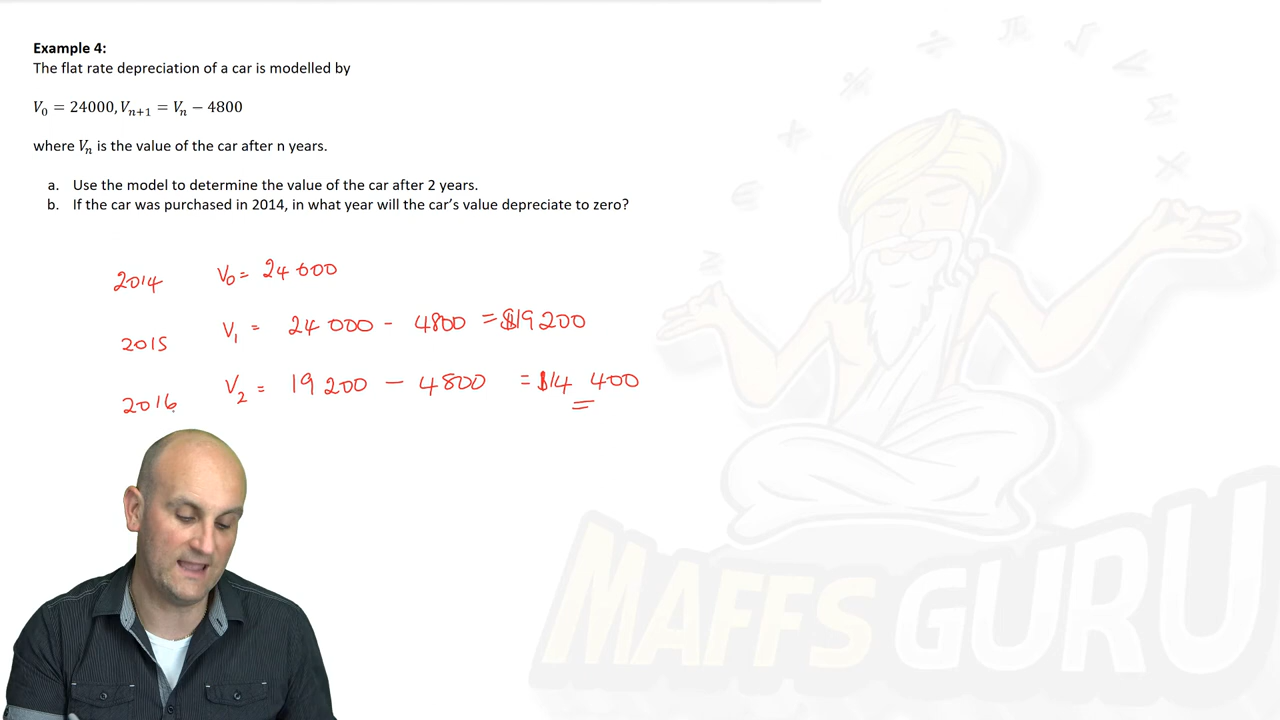 Example 4:
The flat rate depreciation of a car is modelled by
V₀ = 24000, Vₙ₊₁ = Vₙ − 4800
where Vₙ is the value of the car after n years.
a. Use the model to determine the value of the car after 2 years.
b. If the car was purchased in 2014, in what year will the car's value depreciate to zero?
2014 V₀ = 24 000
2015 V₁ = 24 000 - 4800 = $19 200
2016 V₂ = 19 200 - 4800 = $14 400
MAFFS GURU